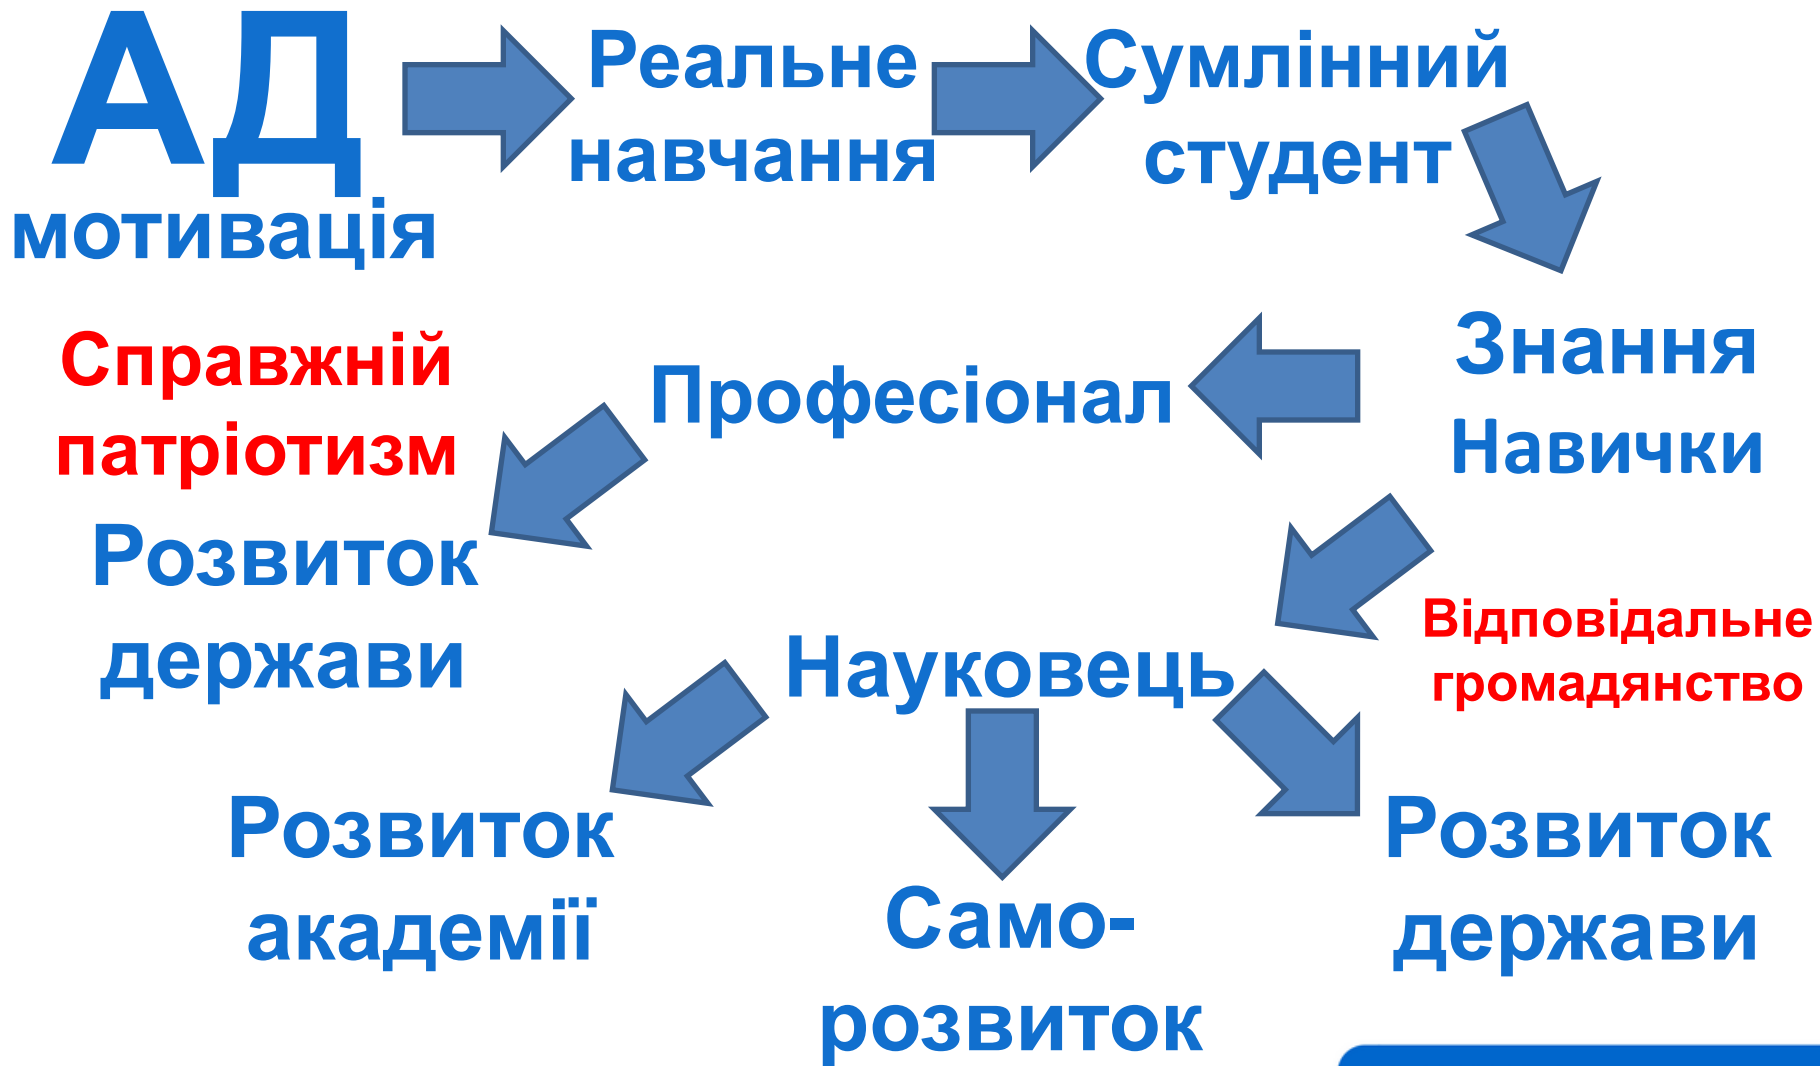 АД
мотивація
Реальне
навчання
Сумлінний
студент
Справжній
патріотизм
Професіонал
Знання
Навички
Розвиток
держави
Відповідальне
громадянство
Науковець
Розвиток
академії
Само-
розвиток
Розвиток
держави